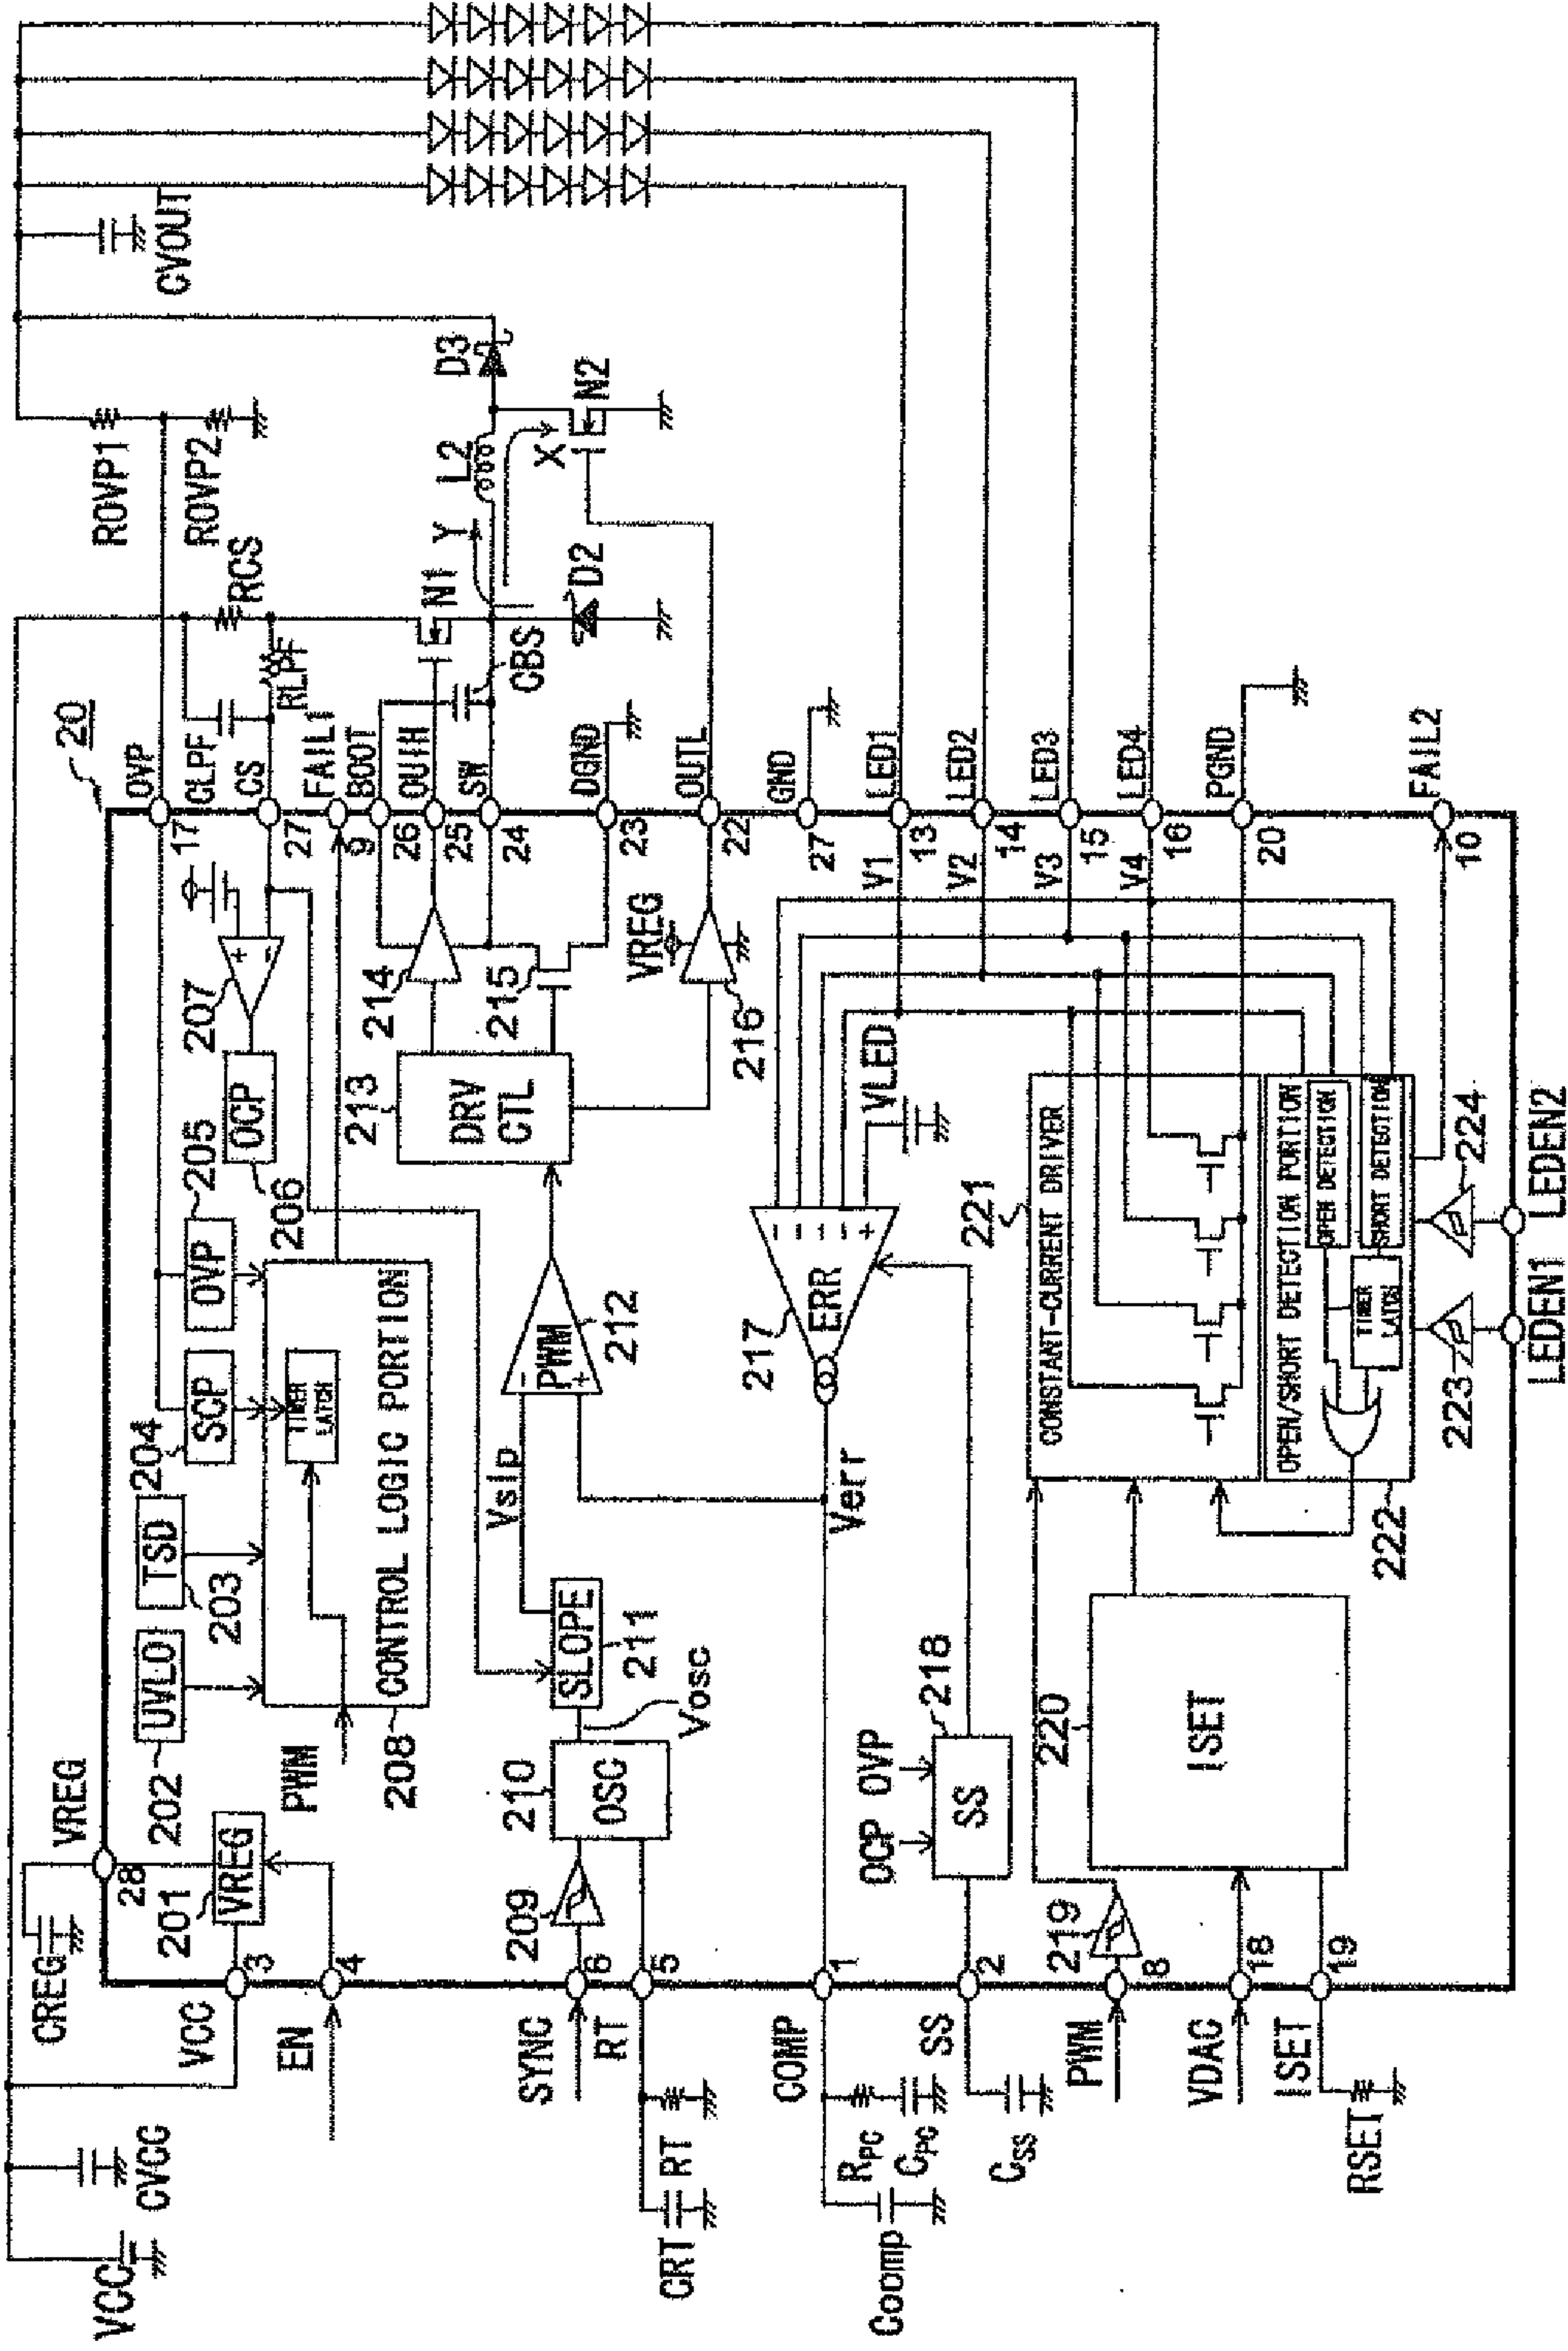 VCC
CVCC
CREG
VREG
20
VCC
3
28
201
VREG
EN
4
202
UVLO
203
TSD
204
SCP
205
OVP
206
OCP
207
17
OVP
CLPF
CS
27
RLPF
RCS
ROVP1
ROVP2
CVOUT
PWM
TIMER
LATCH
CONTROL LOGIC PORTION
208
FAIL1
9
BOOT
26
OUTH
25
SW
24
DGND
23
OUTL
22
N1
Y
L2
D3
X
N2
D2
CBS
SYNC
6
209
210
OSC
RT
5
CRT
RT
Vosc
SLOPE
211
Vslp
PWM
212
213
DRV
CTL
214
215
VREG
216
GND
27
COMP
1
RPC
CPC
Ccomp
Verr
217
ERR
VLED
SS
2
CSS
OCP
OVP
SS
218
V1
LED1
13
V2
LED2
14
V3
LED3
15
V4
LED4
16
PGND
20
FAIL2
10
PWM
8
219
VDAC
18
ISET
19
RSET
220
ISET
221
CONSTANT-CURRENT DRIVER
OPEN/SHORT DETECTION PORTION
OPEN DETECTION
SHORT DETECTION
TIMER
LATCH
222
223
224
LEDEN1
LEDEN2